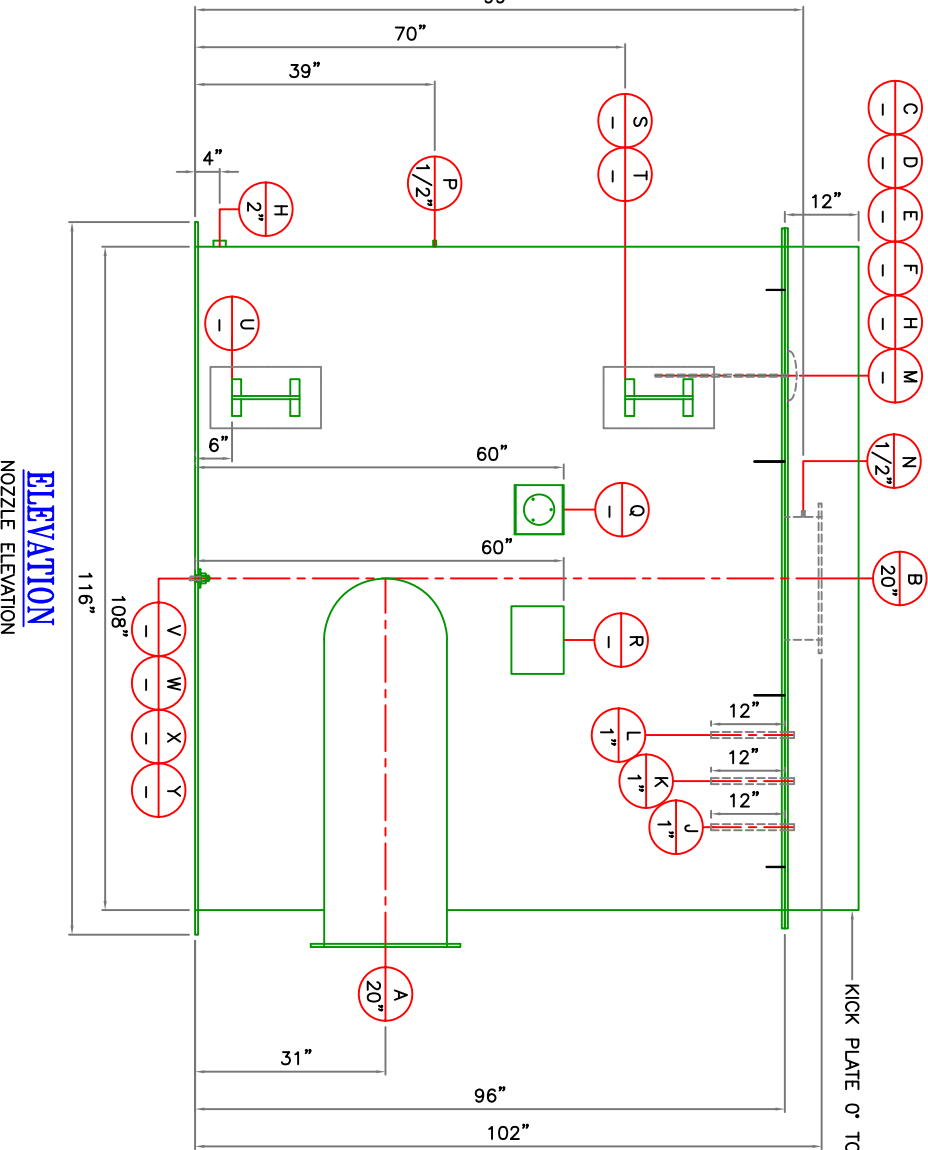 70"
39"
4"
12"
C
-
D
-
E
-
F
-
H
-
M
-
S
-
T
-
P
1/2"
H
2"
U
-
6"
60"
N
1/2"
Q
-
60"
B
20"
R
-
V
-
W
-
X
-
Y
-
12"
12"
12"
L
1"
K
1"
J
1"
116"
108"
A
20"
31"
96"
102"
KICK PLATE 0°
ELEVATION
NOZZLE ELEVATION